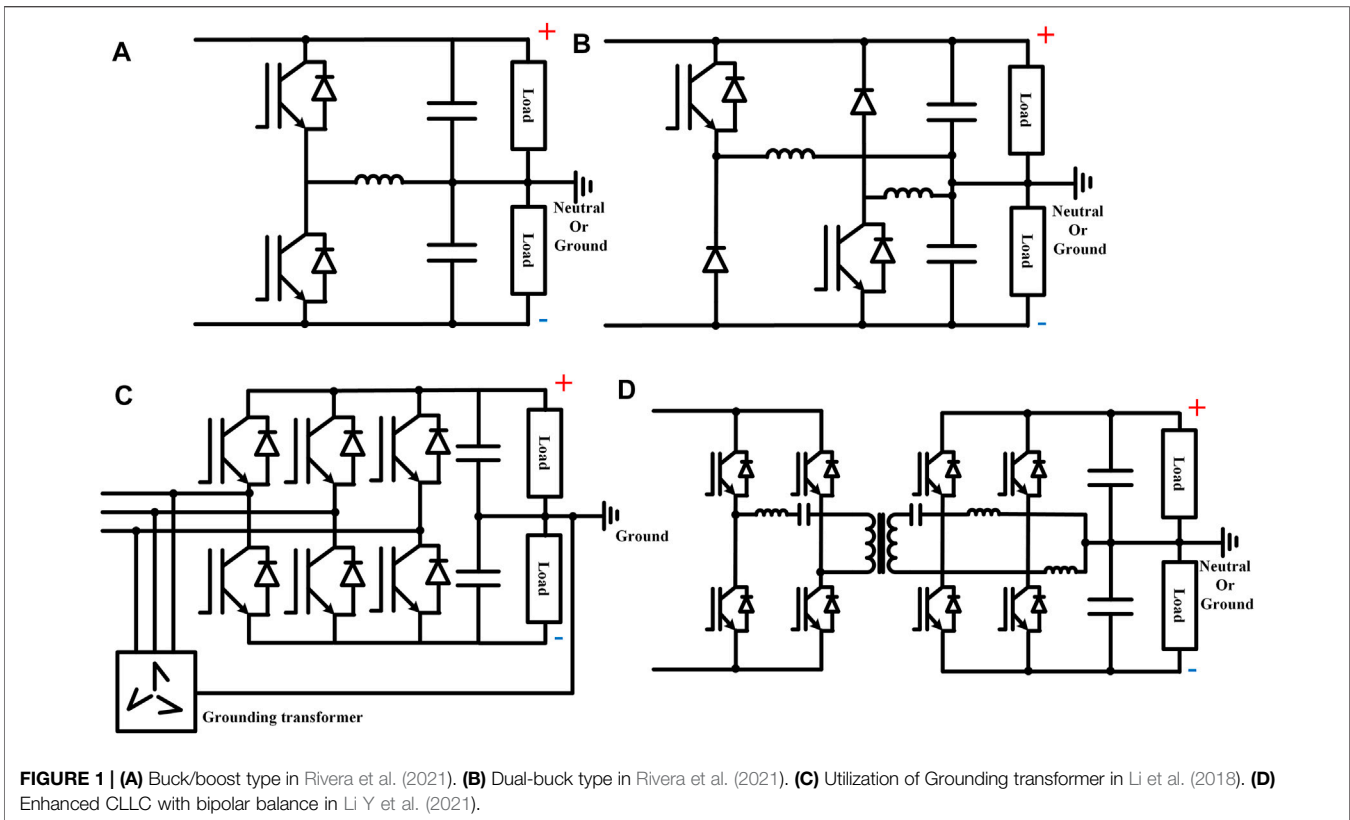 A
+
Load
Neutral
Or
Ground
Load
-
B
+
Load
Neutral
Or
Ground
Load
-
C
+
Load
Ground
Load
-
Grounding transformer
D
+
Load
Neutral
Or
Ground
Load
-
FIGURE 1 | (A) Buck/boost type in Rivera et al. (2021). (B) Dual-buck type in Rivera et al. (2021). (C) Utilization of Grounding transformer in Li et al. (2018). (D)
Enhanced CLLC with bipolar balance in Li Y et al. (2021).